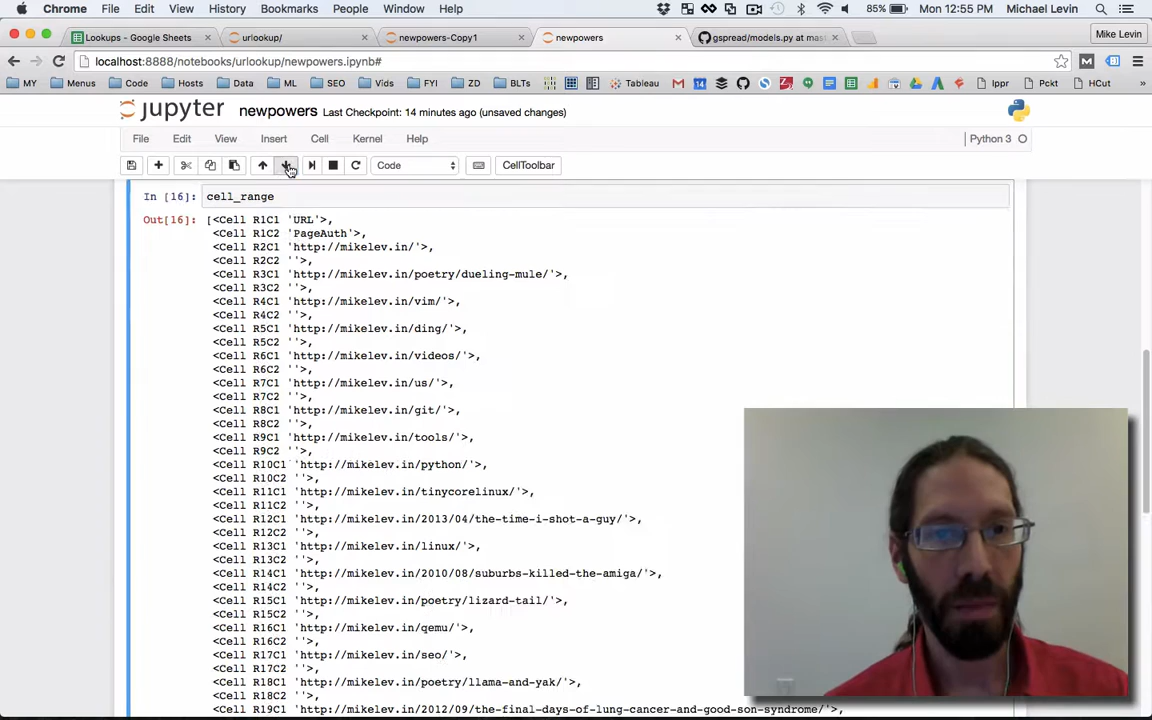 Chrome File Edit View History Bookmarks People Window Help 85% Mon 12:55 PM Michael Levin
Lookups - Google Sheets urlookup/ newpowers-Copy1 newpowers gspread/models.py at mas Mike Levin
localhost:8888/notebooks/urlookup/newpowers.ipynb#
MY Menus Code Hosts Data ML SEO Vids FYI ZD BLTs Tableau Ippr Pckt HCut »
jupyter newpowers Last Checkpoint: 14 minutes ago (unsaved changes)
File Edit View Insert Cell Kernel Help Python 3
Code CellToolbar
In [16]: cell_range
Out[16]: [<Cell R1C1 'URL'>,
<Cell R1C2 'PageAuth'>,
<Cell R2C1 'http://mikelev.in/'>,
<Cell R2C2 ''>,
<Cell R3C1 'http://mikelev.in/poetry/dueling-mule/'>,
<Cell R3C2 ''>,
<Cell R4C1 'http://mikelev.in/vim/'>,
<Cell R4C2 ''>,
<Cell R5C1 'http://mikelev.in/ding/'>,
<Cell R5C2 ''>,
<Cell R6C1 'http://mikelev.in/videos/'>,
<Cell R6C2 ''>,
<Cell R7C1 'http://mikelev.in/us/'>,
<Cell R7C2 ''>,
<Cell R8C1 'http://mikelev.in/git/'>,
<Cell R8C2 ''>,
<Cell R9C1 'http://mikelev.in/tools/'>,
<Cell R9C2 ''>,
<Cell R10C1 'http://mikelev.in/python/'>,
<Cell R10C2 ''>,
<Cell R11C1 'http://mikelev.in/tinycorelinux/'>,
<Cell R11C2 ''>,
<Cell R12C1 'http://mikelev.in/2013/04/the-time-i-shot-a-guy/'>,
<Cell R12C2 ''>,
<Cell R13C1 'http://mikelev.in/linux/'>,
<Cell R13C2 ''>,
<Cell R14C1 'http://mikelev.in/2010/08/suburbs-killed-the-amiga/'>,
<Cell R14C2 ''>,
<Cell R15C1 'http://mikelev.in/poetry/lizard-tail/'>,
<Cell R15C2 ''>,
<Cell R16C1 'http://mikelev.in/qemu/'>,
<Cell R16C2 ''>,
<Cell R17C1 'http://mikelev.in/seo/'>,
<Cell R17C2 ''>,
<Cell R18C1 'http://mikelev.in/poetry/llama-and-yak/'>,
<Cell R18C2 ''>,
<Cell R19C1 'http://mikelev.in/2012/09/the-final-days-of-lung-cancer-and-good-son-syndrome/'>,